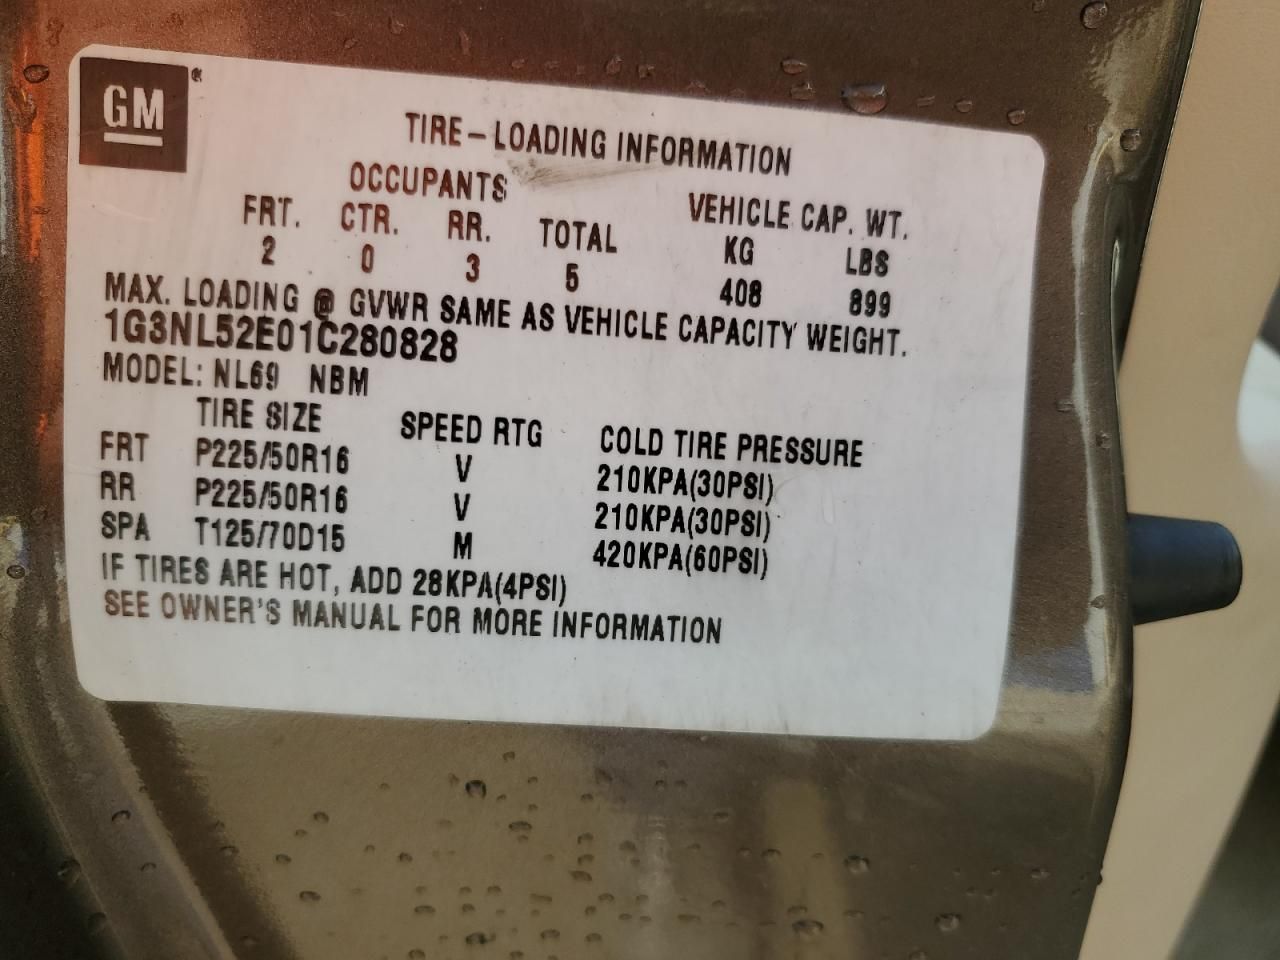 GM
TIRE-LOADING INFORMATION
OCCUPANTS VEHICLE CAP. WT.
FRT. CTR. RR. TOTAL KG LBS
2 0 3 5 408 899
MAX. LOADING @ GVWR SAME AS VEHICLE CAPACITY WEIGHT.
1G3NL52E01C280828
MODEL: NL69 NBM
TIRE SIZE SPEED RTG COLD TIRE PRESSURE
FRT P225/50R16 V 210KPA(30PSI)
RR P225/50R16 V 210KPA(30PSI)
SPA T125/70D15 M 420KPA(60PSI)
IF TIRES ARE HOT, ADD 28KPA(4PSI)
SEE OWNER'S MANUAL FOR MORE INFORMATION